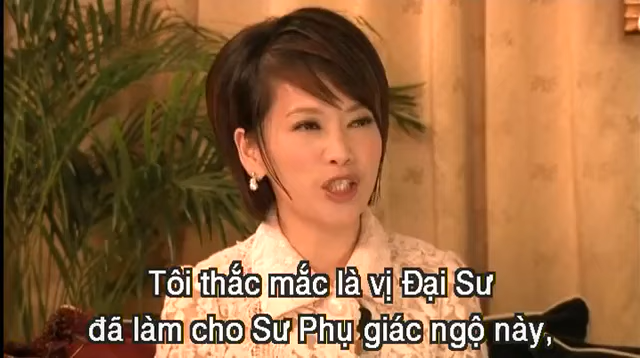 Tôi thắc mắc là vị Đại Sư
đã làm cho Sư Phụ giác ngộ này,